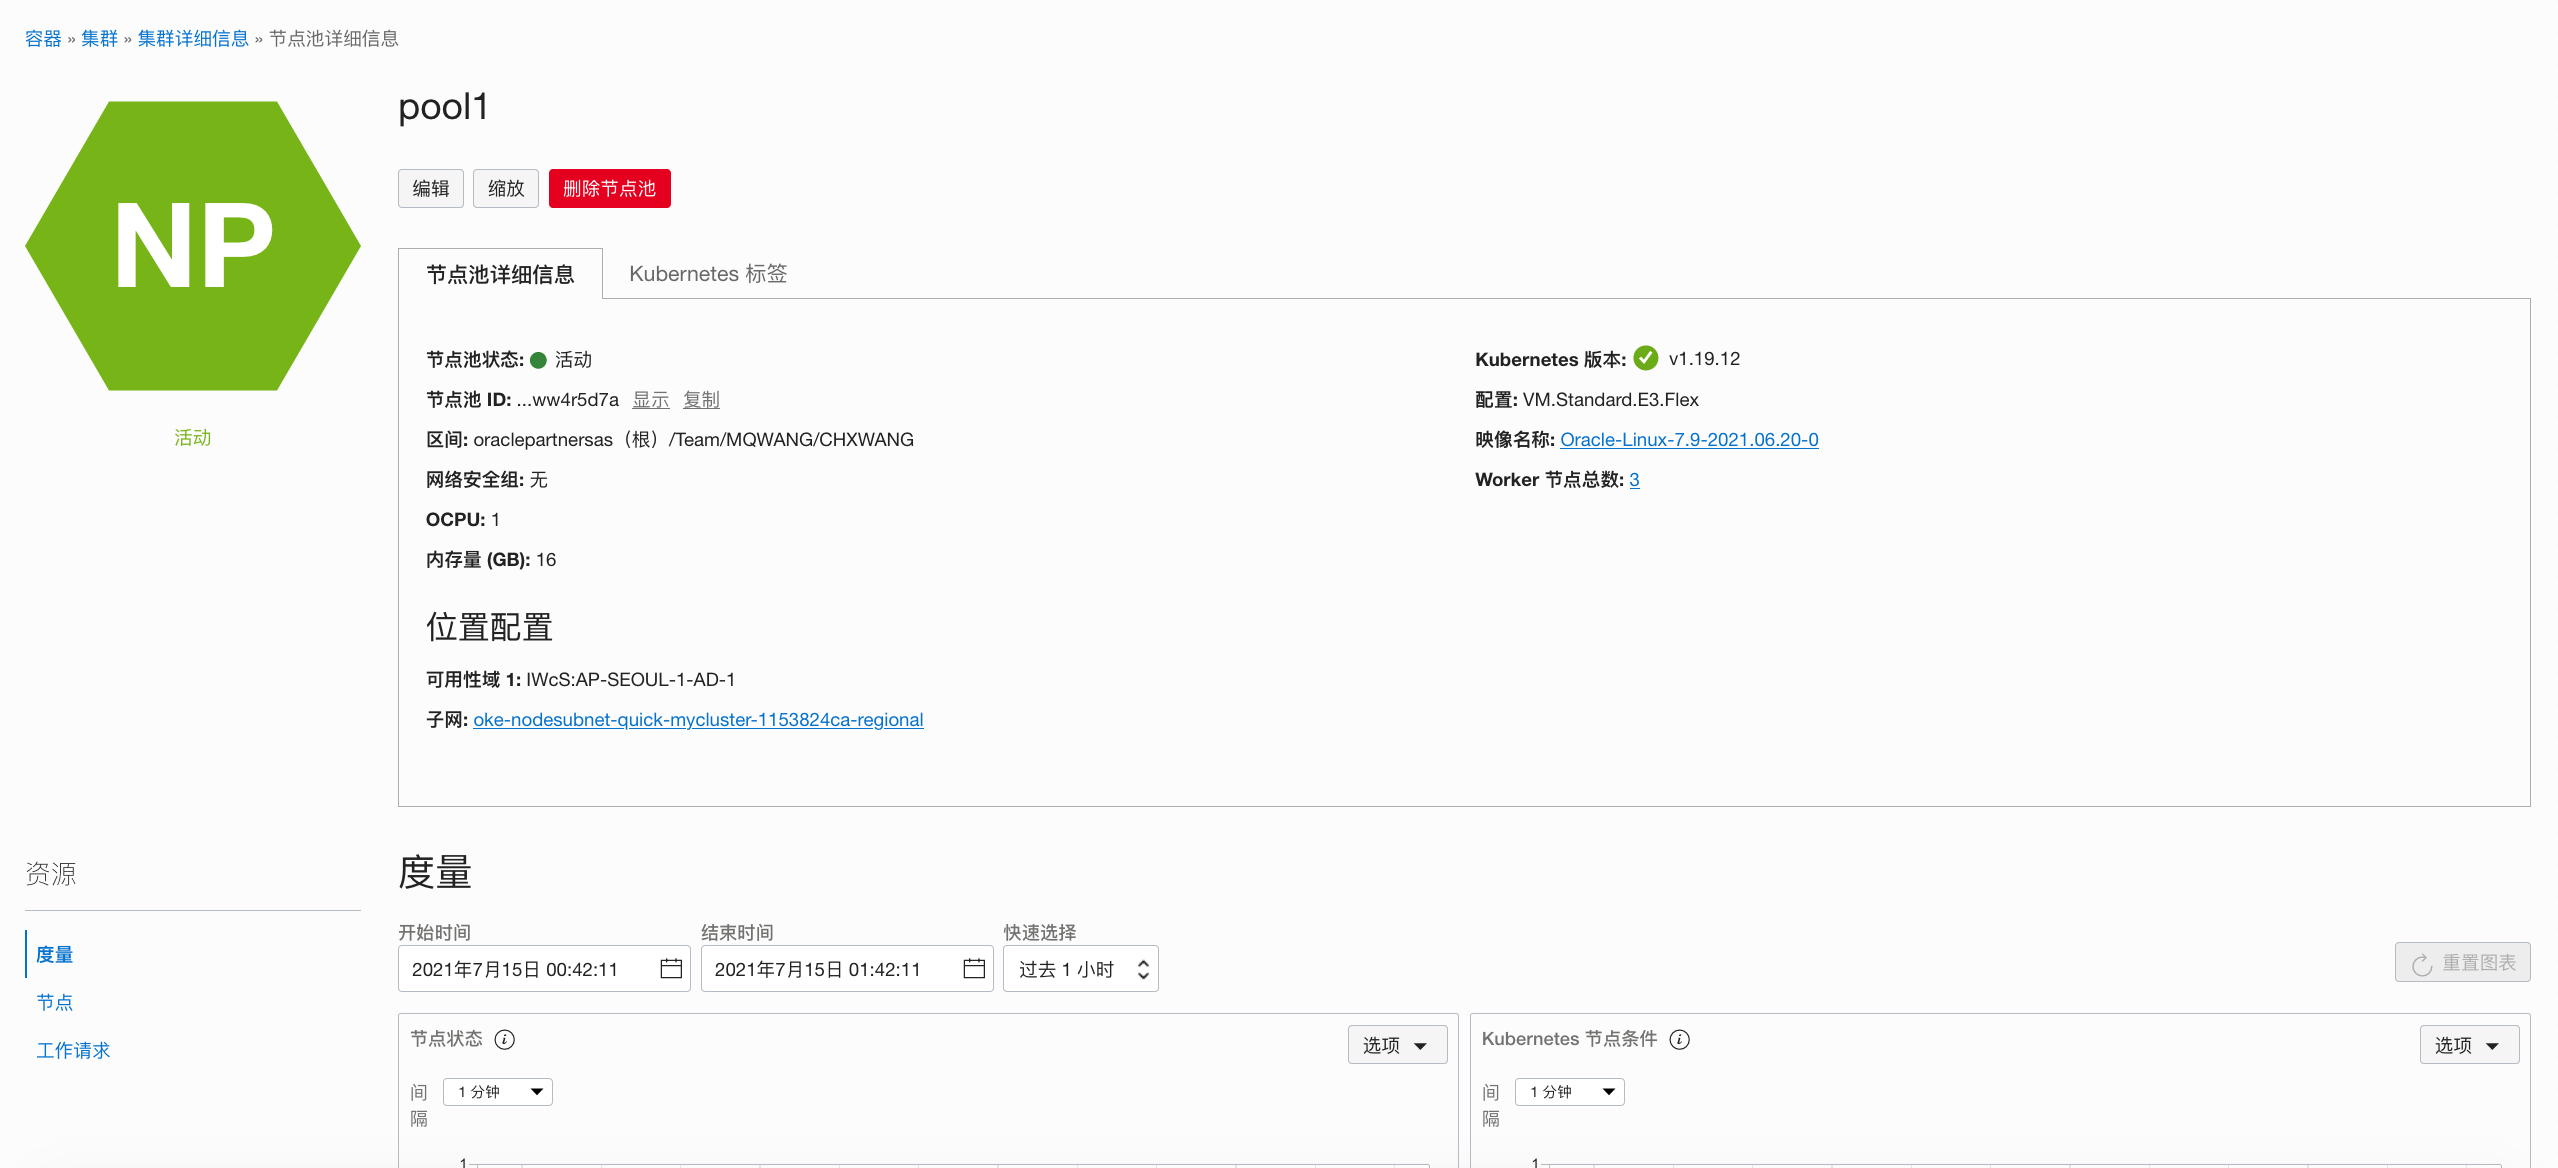 容器 » 集群 » 集群详细信息 » 节点池详细信息
NP
活动
pool1
编辑 缩放 删除节点池
节点池详细信息 Kubernetes 标签
节点池状态: 活动
节点池 ID: ...ww4r5d7a 显示 复制
区间: oraclepartnersas（根）/Team/MQWANG/CHXWANG
网络安全组: 无
OCPU: 1
内存量 (GB): 16
Kubernetes 版本: v1.19.12
配置: VM.Standard.E3.Flex
映像名称: Oracle-Linux-7.9-2021.06.20-0
Worker 节点总数: 3
位置配置
可用性域 1: IWcS:AP-SEOUL-1-AD-1
子网: oke-nodesubnet-quick-mycluster-1153824ca-regional
资源
度量
节点
工作请求
度量
开始时间 结束时间 快速选择
2021年7月15日 00:42:11 2021年7月15日 01:42:11 过去 1 小时 重置图表
节点状态 选项
间隔 1 分钟
1
Kubernetes 节点条件 选项
间隔 1 分钟
1